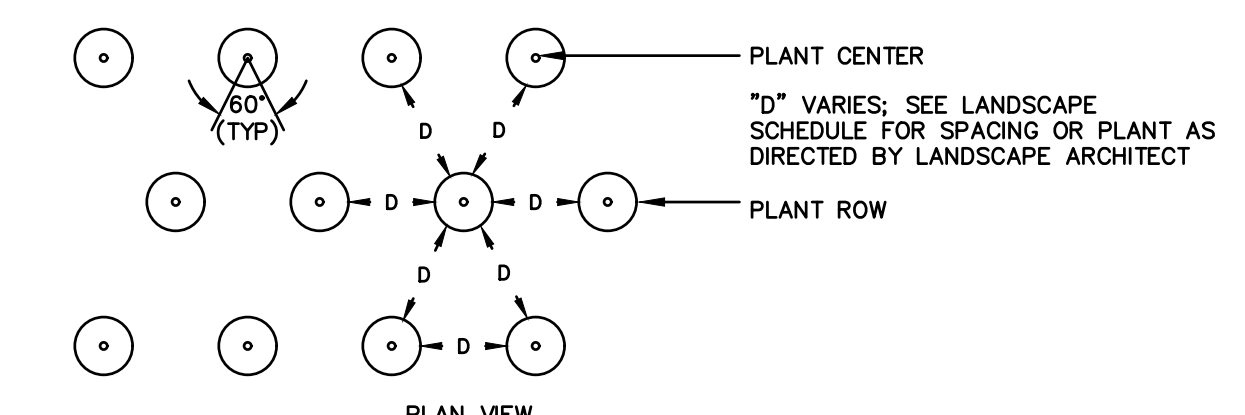 PLANT CENTER
"D" VARIES; SEE LANDSCAPE
SCHEDULE FOR SPACING OR PLANT AS
DIRECTED BY LANDSCAPE ARCHITECT
60°
(TYP)
D D
D D
PLANT ROW
D D
D
PLAN VIEW